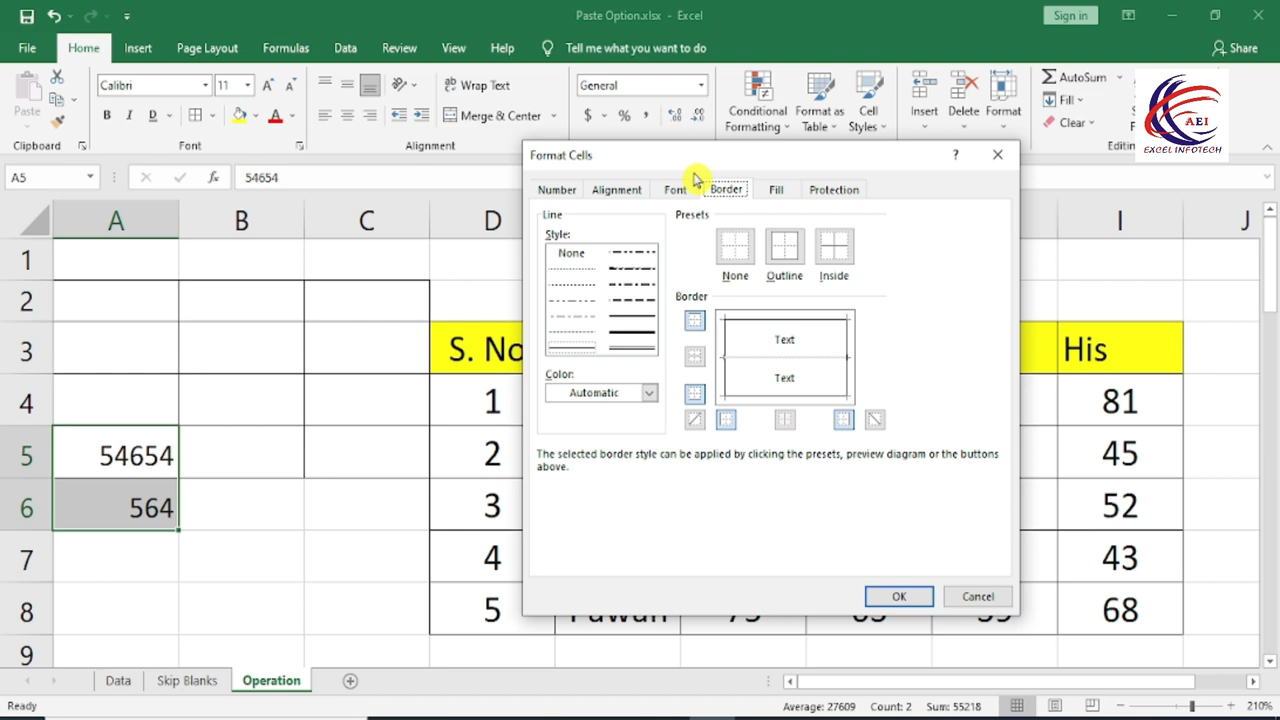 Paste Option.xlsx - Excel
Sign in
File Home Insert Page Layout Formulas Data Review View Help Tell me what you want to do Share
Paste
Calibri 11
B I D A
Wrap Text
Merge & Center
General
$ % ,
Conditional Formatting
Format as Table
Cell Styles
Insert
Delete
Format
AutoSum
Fill
Clear
AEI
EXCEL INFOTECH
Clipboard Font Alignment Editin
A5 fx 54654
A B C D I J
1
2
3 S. No His
4 1 81
5 54654 2 45
6 564 3 52
7 4 43
8 5 68
9
Format Cells ?
Number Alignment Font Border Fill Protection
Line
Style:
None
Color:
Automatic
Presets
None Outline Inside
Border
Text
Text
The selected border style can be applied by clicking the presets, preview diagram or the buttons
above.
OK Cancel
Data Skip Blanks Operation
Ready Average: 27609 Count: 2 Sum: 55218 210%